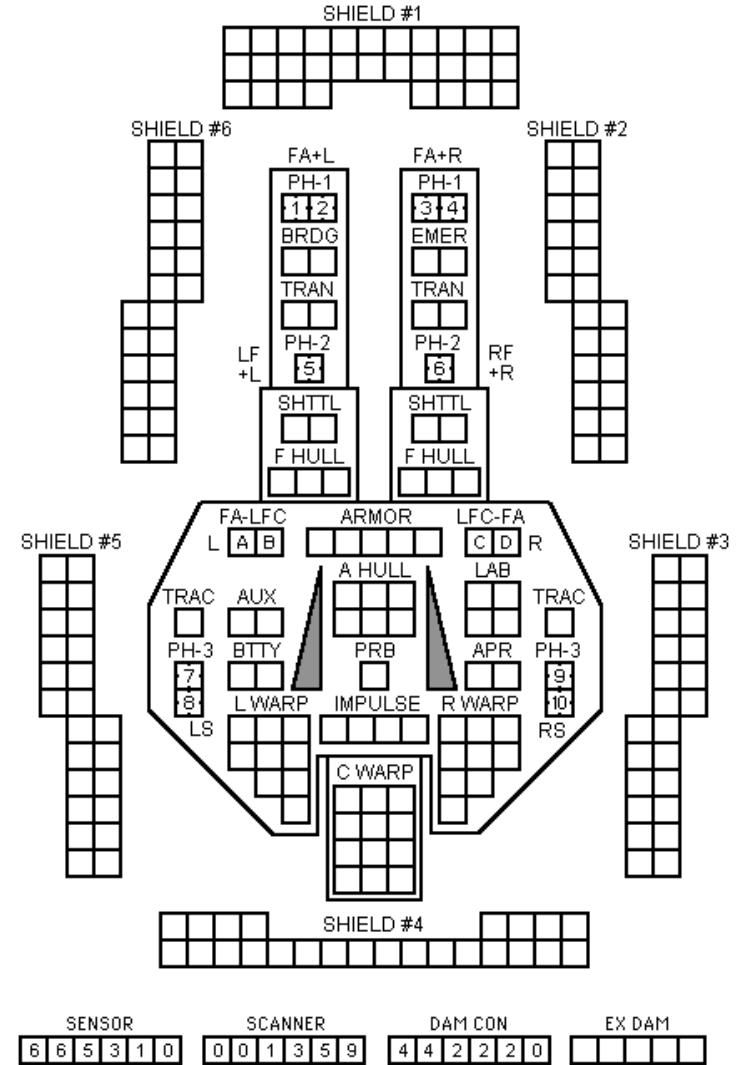 SHIELD #1
SHIELD #6
SHIELD #2
FA+L
FA+R
PH-1
PH-1
1 2
3 4
BRDG
EMER
TRAN
TRAN
LF +L
PH-2
PH-2
RF +R
5
6
SHTTL
SHTTL
F HULL
F HULL
FA-LFC
ARMOR
LFC-FA
L A B
C D R
SHIELD #5
SHIELD #3
A HULL
LAB
TRAC
AUX
TRAC
PH-3
BTTY
PRB
APR
PH-3
7
9
8
10
LS
L WARP
IMPULSE
R WARP
RS
C WARP
SHIELD #4
SENSOR
SCANNER
DAM CON
EX DAM
6 6 5 3 1 0
0 0 1 3 5 9
4 4 2 2 2 0